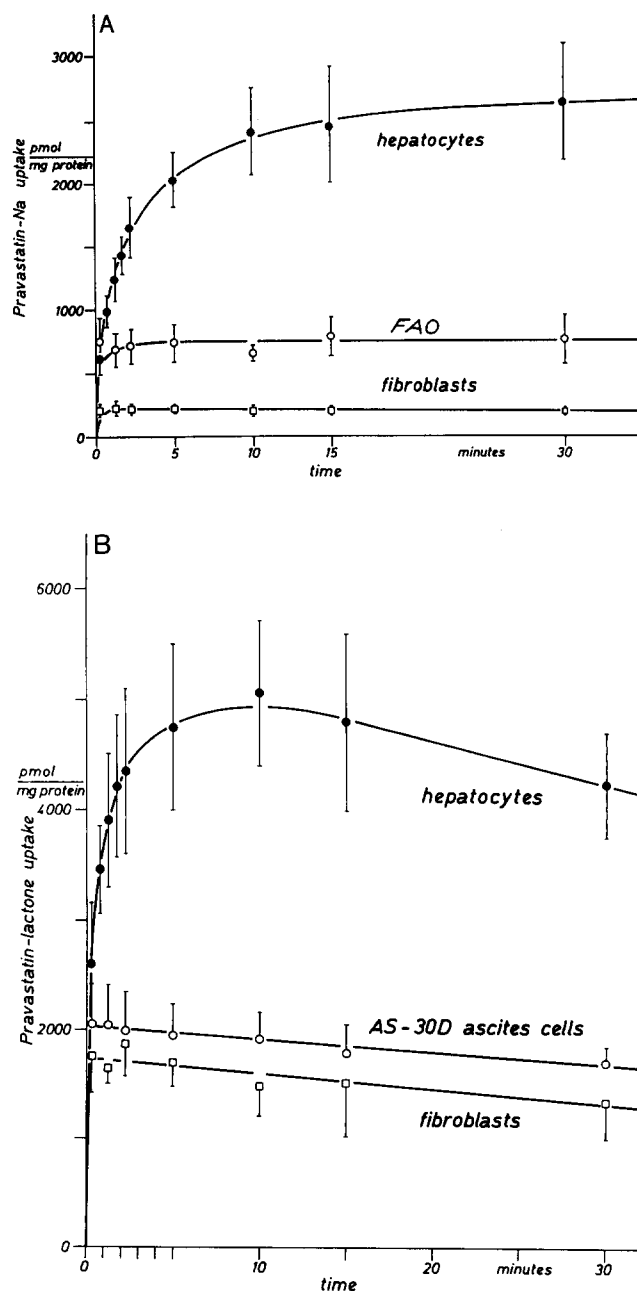 A
3000
Pravastatin-Na uptake
pmol
mg protein
2000
1000
0
hepatocytes
FAO
fibroblasts
0
5
10
15
minutes
30
time
B
6000
Pravastatin-lactone uptake
pmol
mg protein
4000
2000
0
hepatocytes
AS-30D ascites cells
fibroblasts
0
10
20
minutes
30
time